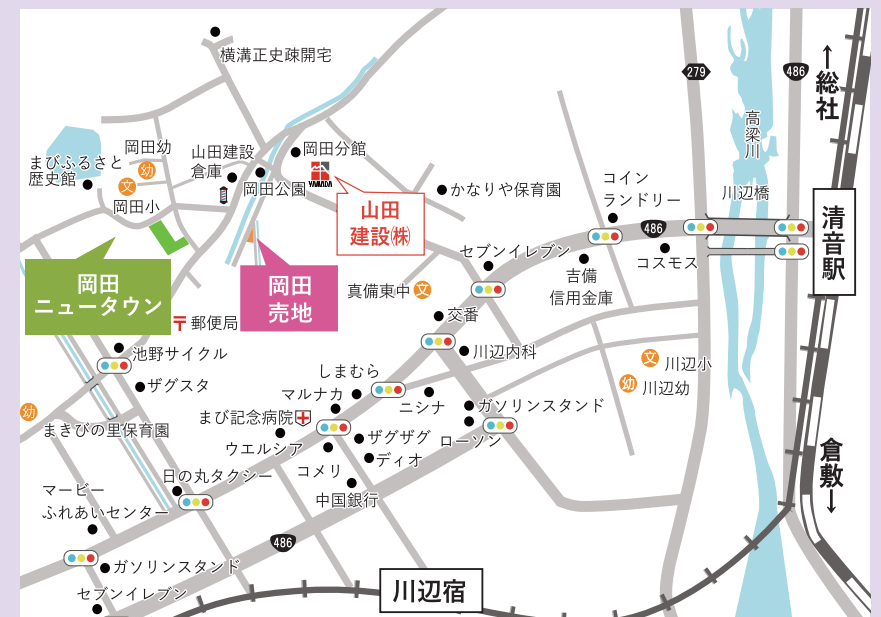 横溝正史疎開宅
279
486
↑総社
高梁川
岡田幼
幼
まびふるさと
歴史館
文
岡田小
山田建設
倉庫
岡田公園
岡田分館
YAMADA
山田
建設㈱
かなりや保育園
コイン
ランドリー
486
川辺橋
清音駅
コスモス
セブンイレブン
吉備
信用金庫
岡田
ニュータウン
岡田
売地
真備東中
文
〒郵便局
交番
池野サイクル
川辺内科
ザグスタ
しまむら
マルナカ
ニシナ
文
川辺小
幼
川辺幼
幼
まきびの里保育園
まび記念病院
ガソリンスタンド
ローソン
ウエルシア
ザグザグ
ディオ
コメリ
中国銀行
倉敷↓
日の丸タクシー
マービー
ふれあいセンター
486
ガソリンスタンド
セブンイレブン
川辺宿